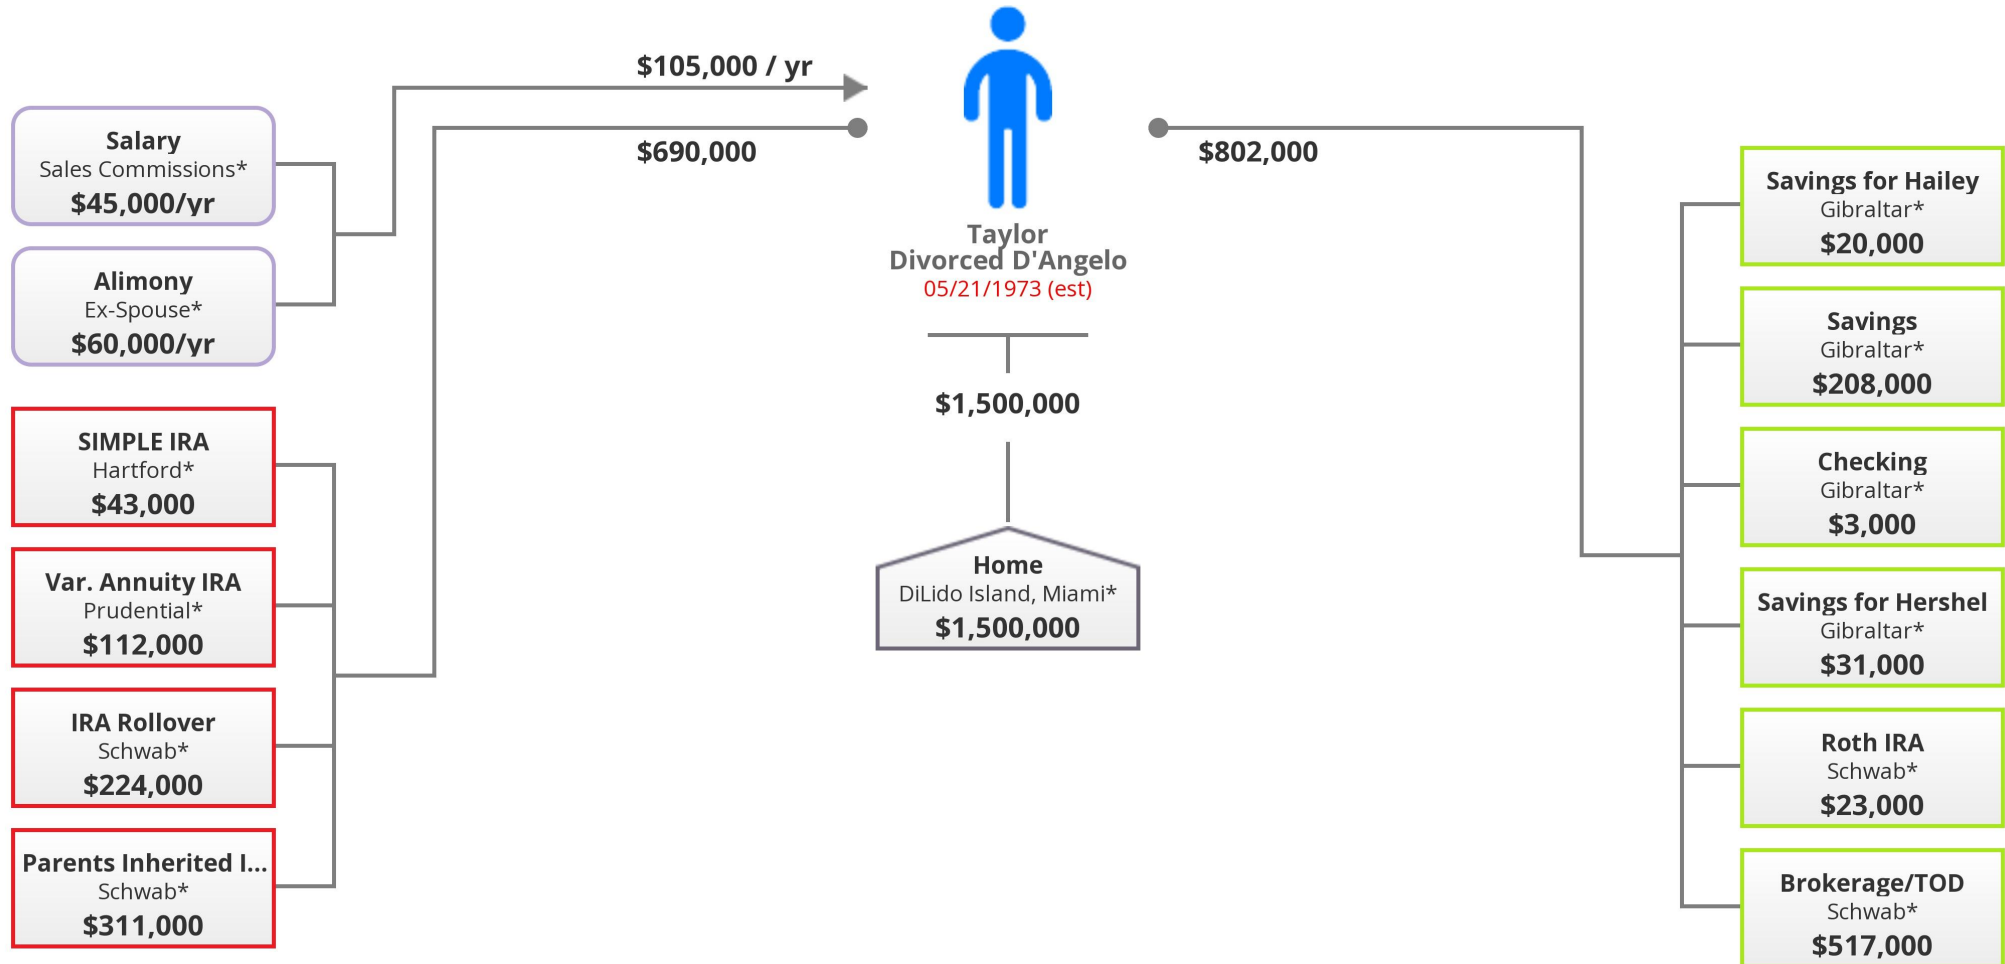 $105,000 / yr
$690,000
Salary
Sales Commissions*
$45,000/yr
Alimony
Ex-Spouse*
$60,000/yr
SIMPLE IRA
Hartford*
$43,000
Var. Annuity IRA
Prudential*
$112,000
IRA Rollover
Schwab*
$224,000
Parents Inherited I...
Schwab*
$311,000
Taylor
Divorced D'Angelo
05/21/1973 (est)
$1,500,000
Home
DiLido Island, Miami*
$1,500,000
$802,000
Savings for Hailey
Gibraltar*
$20,000
Savings
Gibraltar*
$208,000
Checking
Gibraltar*
$3,000
Savings for Hershel
Gibraltar*
$31,000
Roth IRA
Schwab*
$23,000
Brokerage/TOD
Schwab*
$517,000